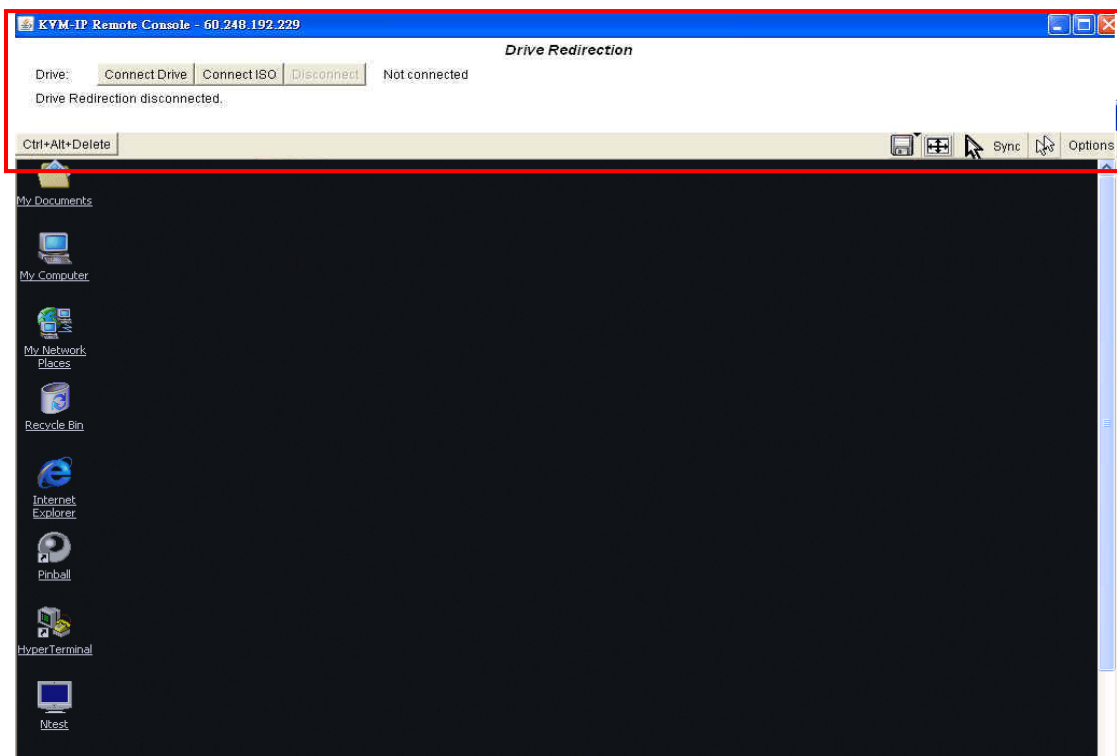 KVM-IP Remote Console - 60.248.192.229
Drive Redirection
Drive: Connect Drive Connect ISO Disconnect Not connected
Drive Redirection disconnected.
Ctrl+Alt+Delete Sync Options
My Documents
My Computer
My Network
Places
Recycle Bin
Internet
Explorer
Pinball
HyperTerminal
Ntest